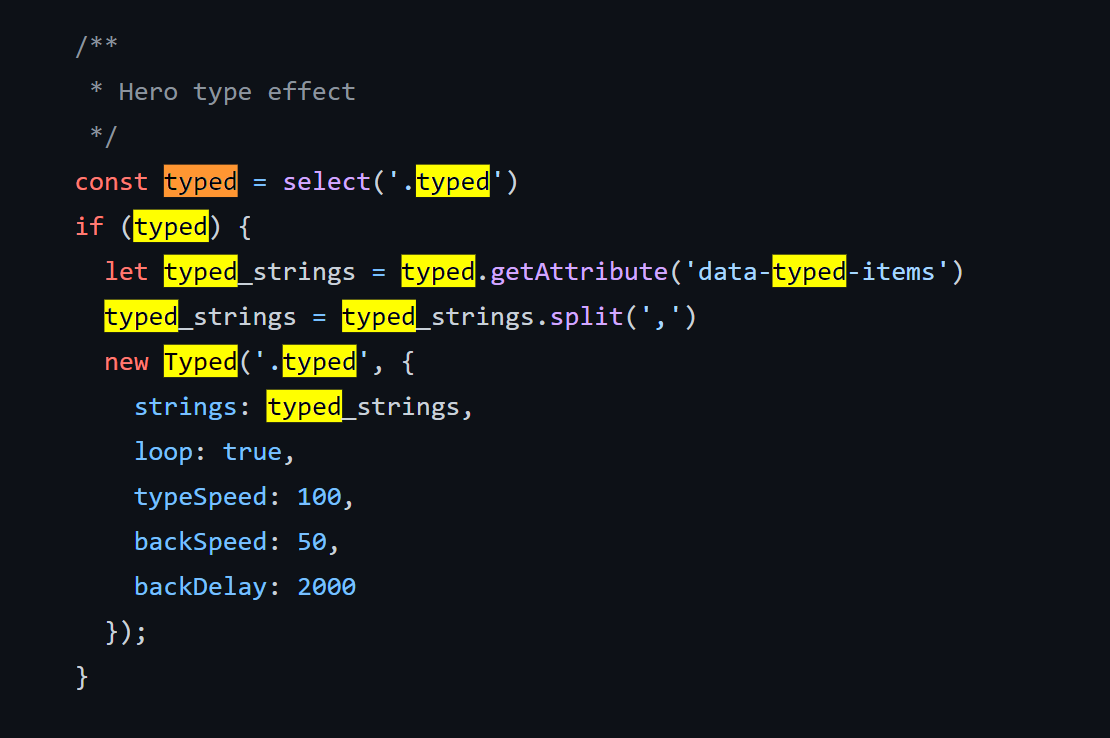 /**
 * Hero type effect
 */
const typed = select('.typed')
if (typed) {
  let typed_strings = typed.getAttribute('data-typed-items')
  typed_strings = typed_strings.split(',')
  new Typed('.typed', {
    strings: typed_strings,
    loop: true,
    typeSpeed: 100,
    backSpeed: 50,
    backDelay: 2000
  });
}